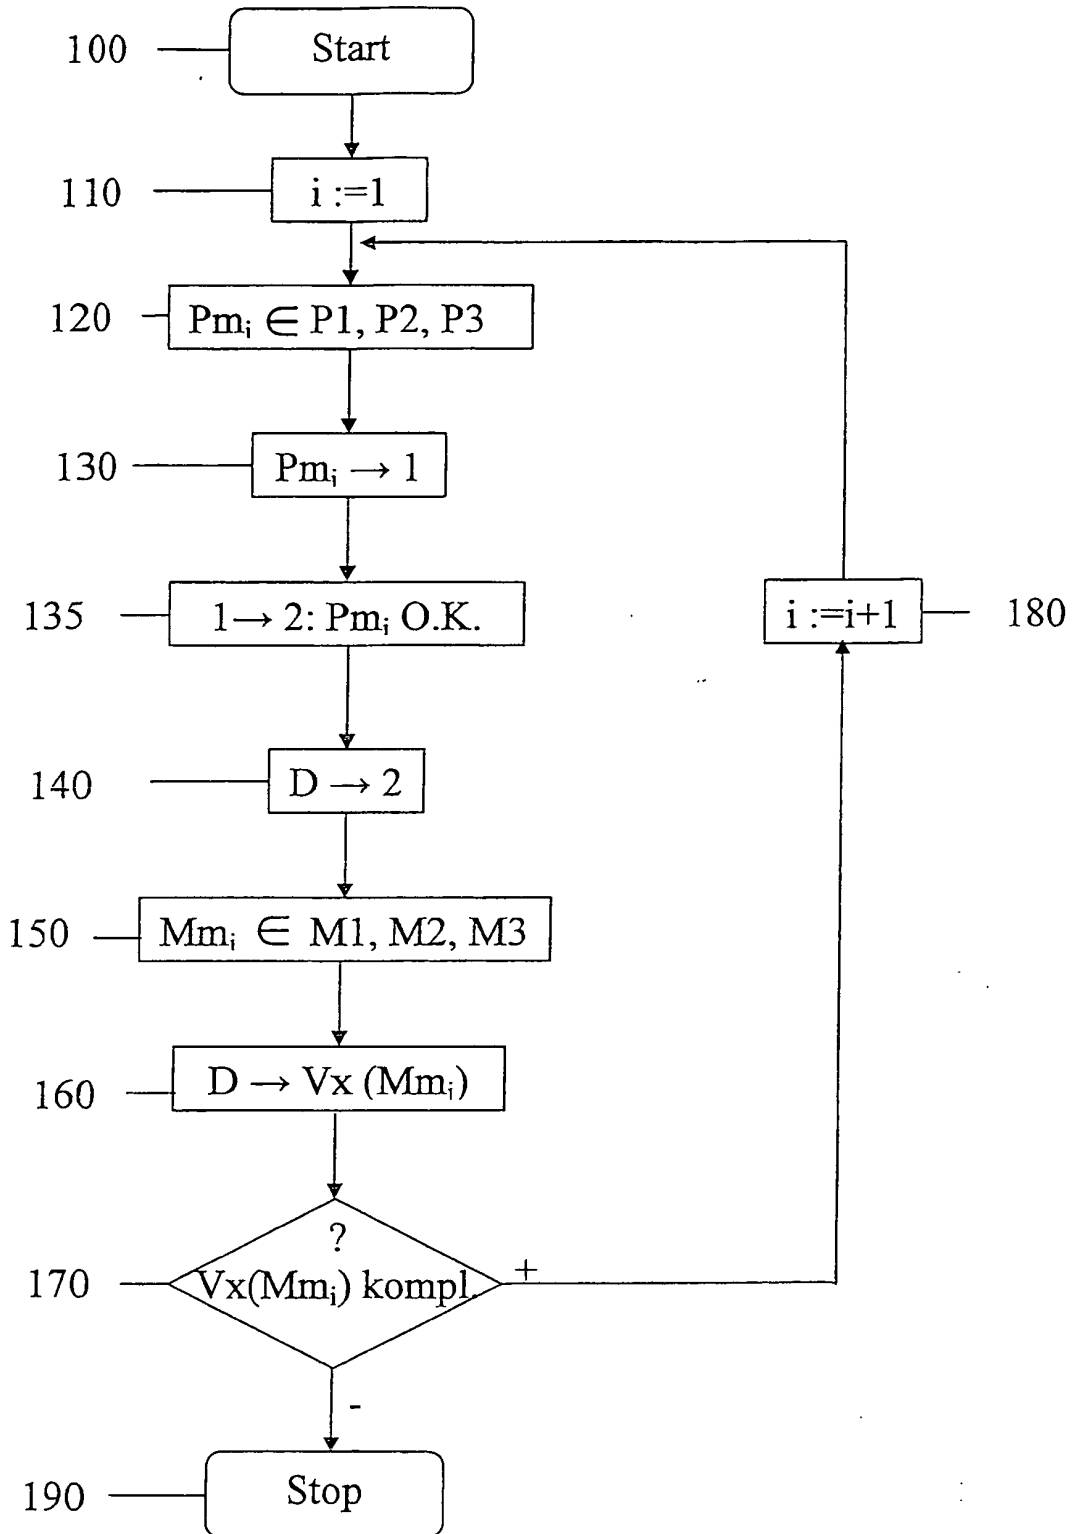 100 Start
110 i :=1
120 Pmᵢ ∈ P1, P2, P3
130 Pmᵢ → 1
135 1→ 2: Pmᵢ O.K.
i :=i+1 180
140 D → 2
150 Mmᵢ ∈ M1, M2, M3
160 D → Vx (Mmᵢ)
?
170 Vx(Mmᵢ) kompl. +
-
190 Stop